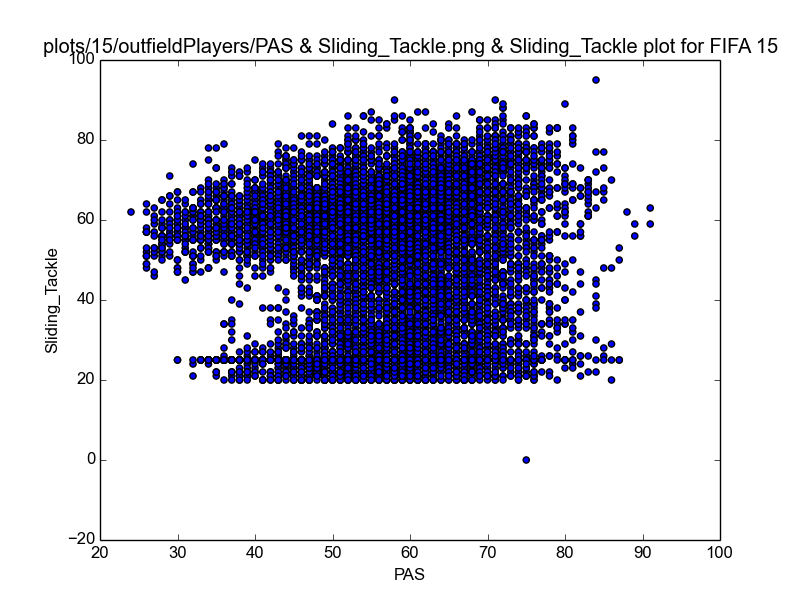 plots/15/outfieldPlayers/PAS & Sliding_Tackle.png & Sliding_Tackle plot for FIFA 15
100
80
60
40
20
0
−20
Sliding_Tackle
20 30 40 50 60 70 80 90 100
PAS